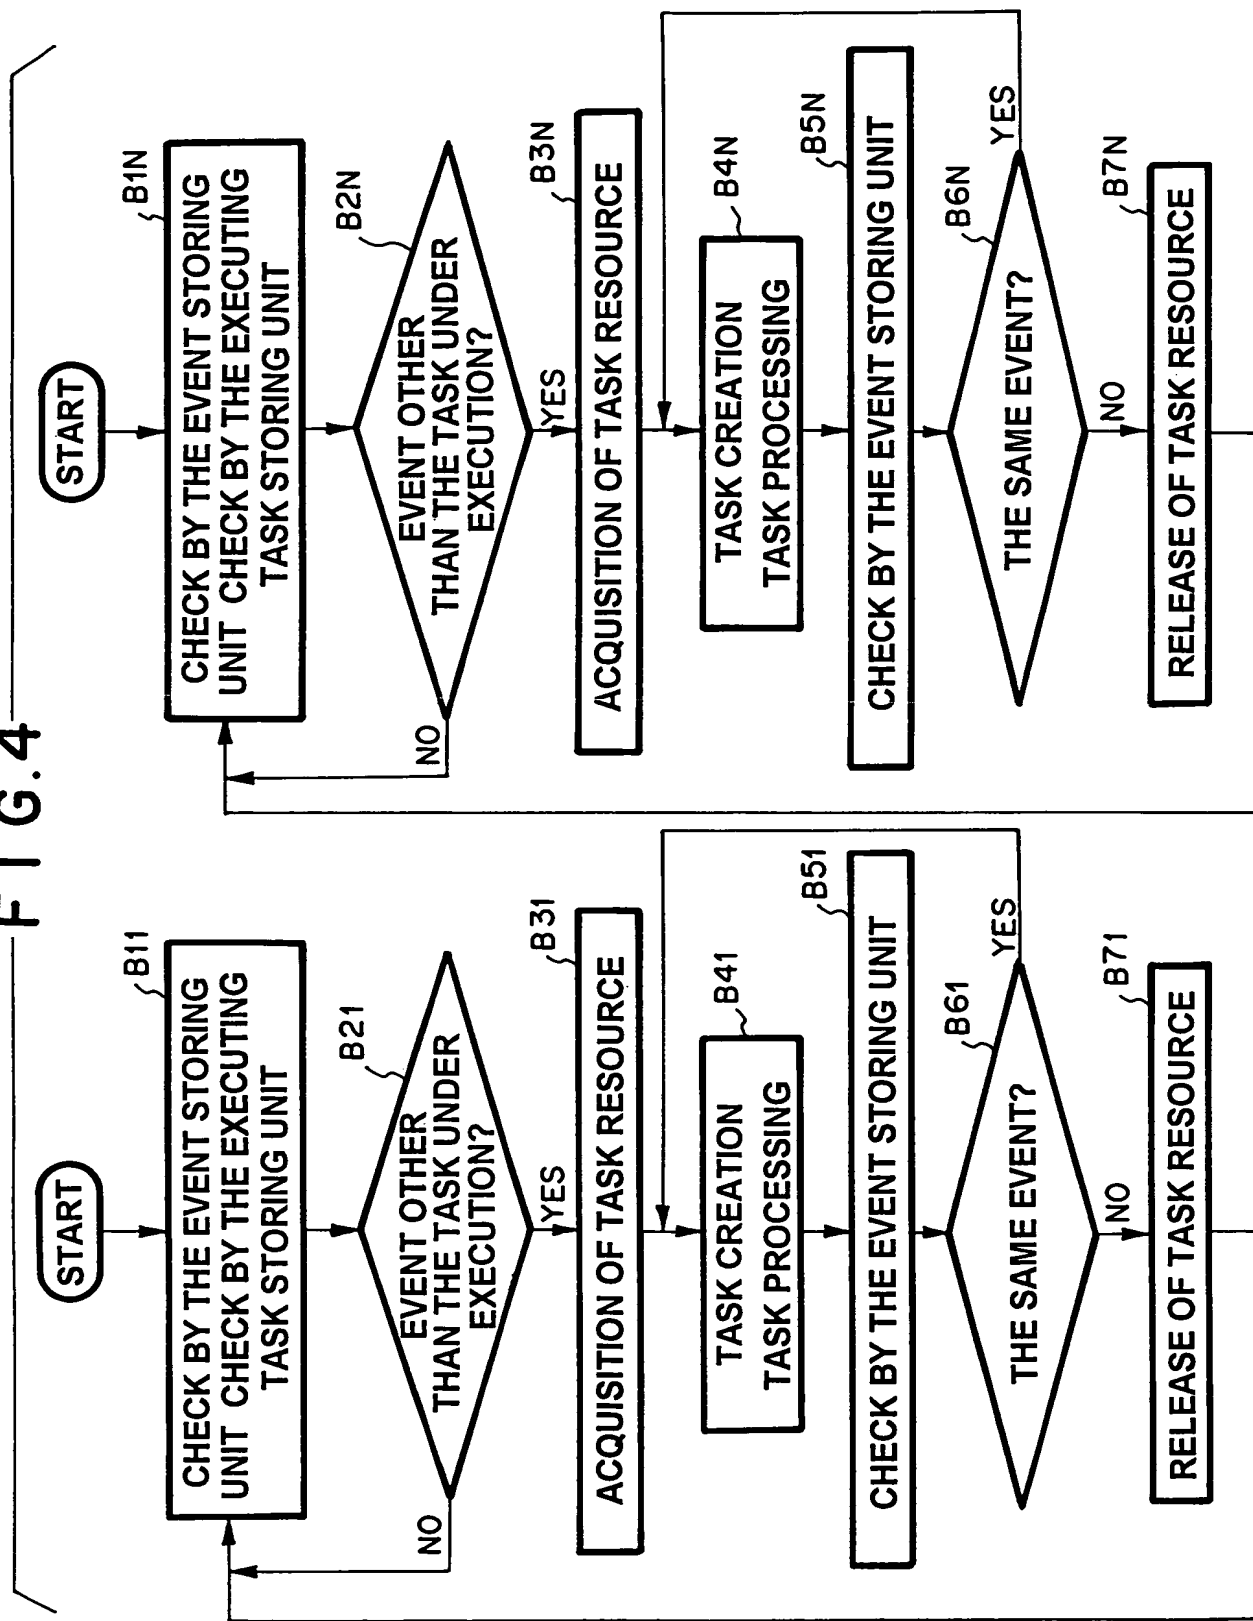 FIG.4
START
B11
CHECK BY THE EVENT STORING
UNIT CHECK BY THE EXECUTING
TASK STORING UNIT
B21
EVENT OTHER
THAN THE TASK UNDER
EXECUTION?
NO
YES
B31
ACQUISITION OF TASK RESOURCE
B41
TASK CREATION
TASK PROCESSING
B51
CHECK BY THE EVENT STORING UNIT
B61
THE SAME EVENT?
YES
NO
B71
RELEASE OF TASK RESOURCE
START
B1N
CHECK BY THE EVENT STORING
UNIT CHECK BY THE EXECUTING
TASK STORING UNIT
B2N
EVENT OTHER
THAN THE TASK UNDER
EXECUTION?
NO
YES
B3N
ACQUISITION OF TASK RESOURCE
B4N
TASK CREATION
TASK PROCESSING
B5N
CHECK BY THE EVENT STORING UNIT
B6N
THE SAME EVENT?
YES
NO
B7N
RELEASE OF TASK RESOURCE